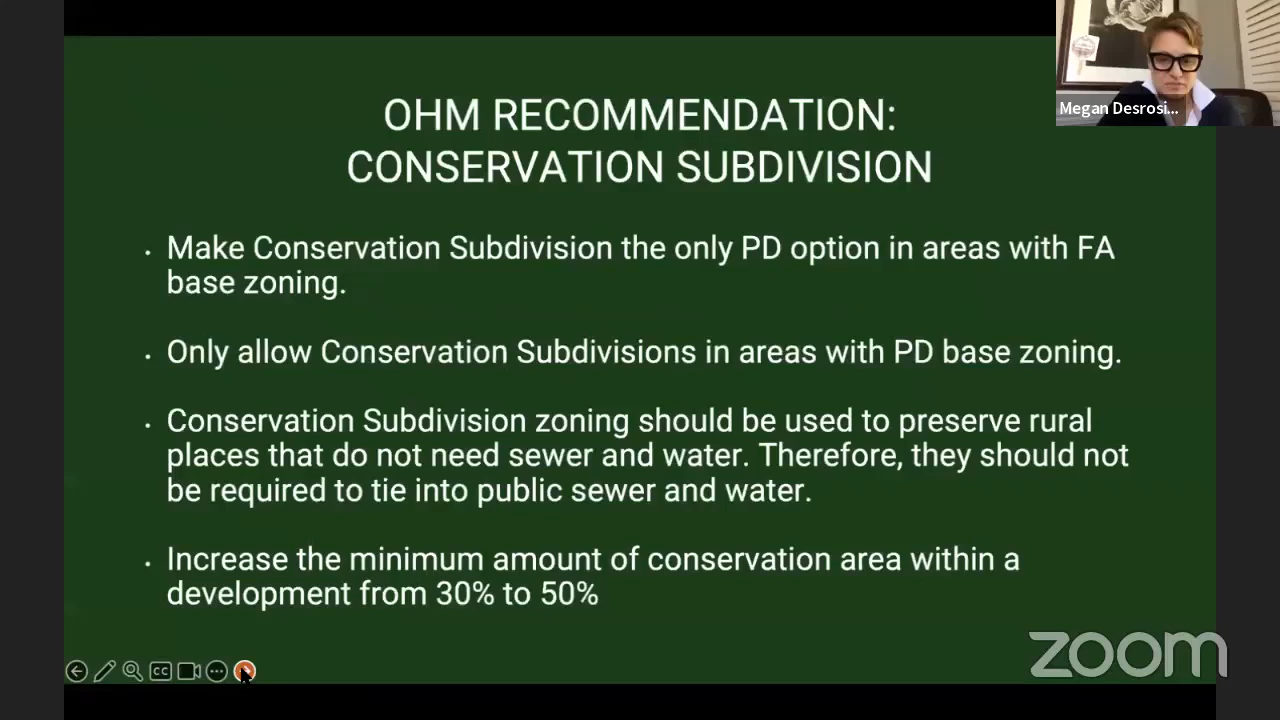 Megan Desrosi...
OHM RECOMMENDATION:
CONSERVATION SUBDIVISION
• Make Conservation Subdivision the only PD option in areas with FA
base zoning.
• Only allow Conservation Subdivisions in areas with PD base zoning.
• Conservation Subdivision zoning should be used to preserve rural
places that do not need sewer and water. Therefore, they should not
be required to tie into public sewer and water.
• Increase the minimum amount of conservation area within a
development from 30% to 50%
CC
zoom